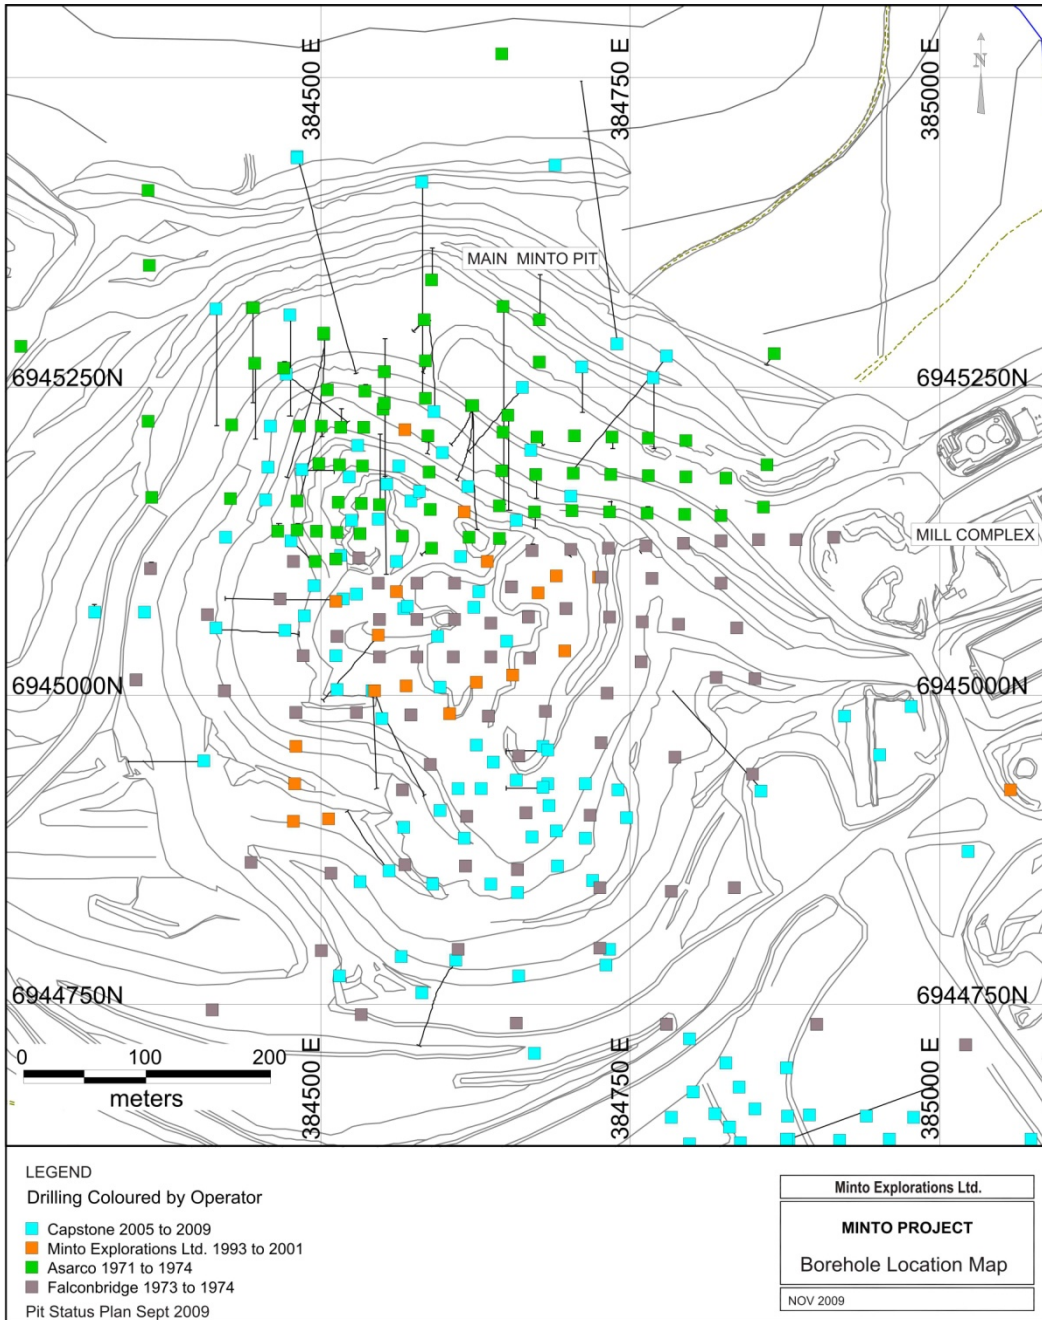 384500 E
384750 E
385000 E
N
MAIN MINTO PIT
6945250N
6945250N
MILL COMPLEX
6945000N
6945000N
6944750N
6944750N
0 100 200
meters
384500 E
384750 E
385000 E
LEGEND
Drilling Coloured by Operator
Capstone 2005 to 2009
Minto Explorations Ltd. 1993 to 2001
Asarco 1971 to 1974
Falconbridge 1973 to 1974
Pit Status Plan Sept 2009
Minto Explorations Ltd.
MINTO PROJECT
Borehole Location Map
NOV 2009